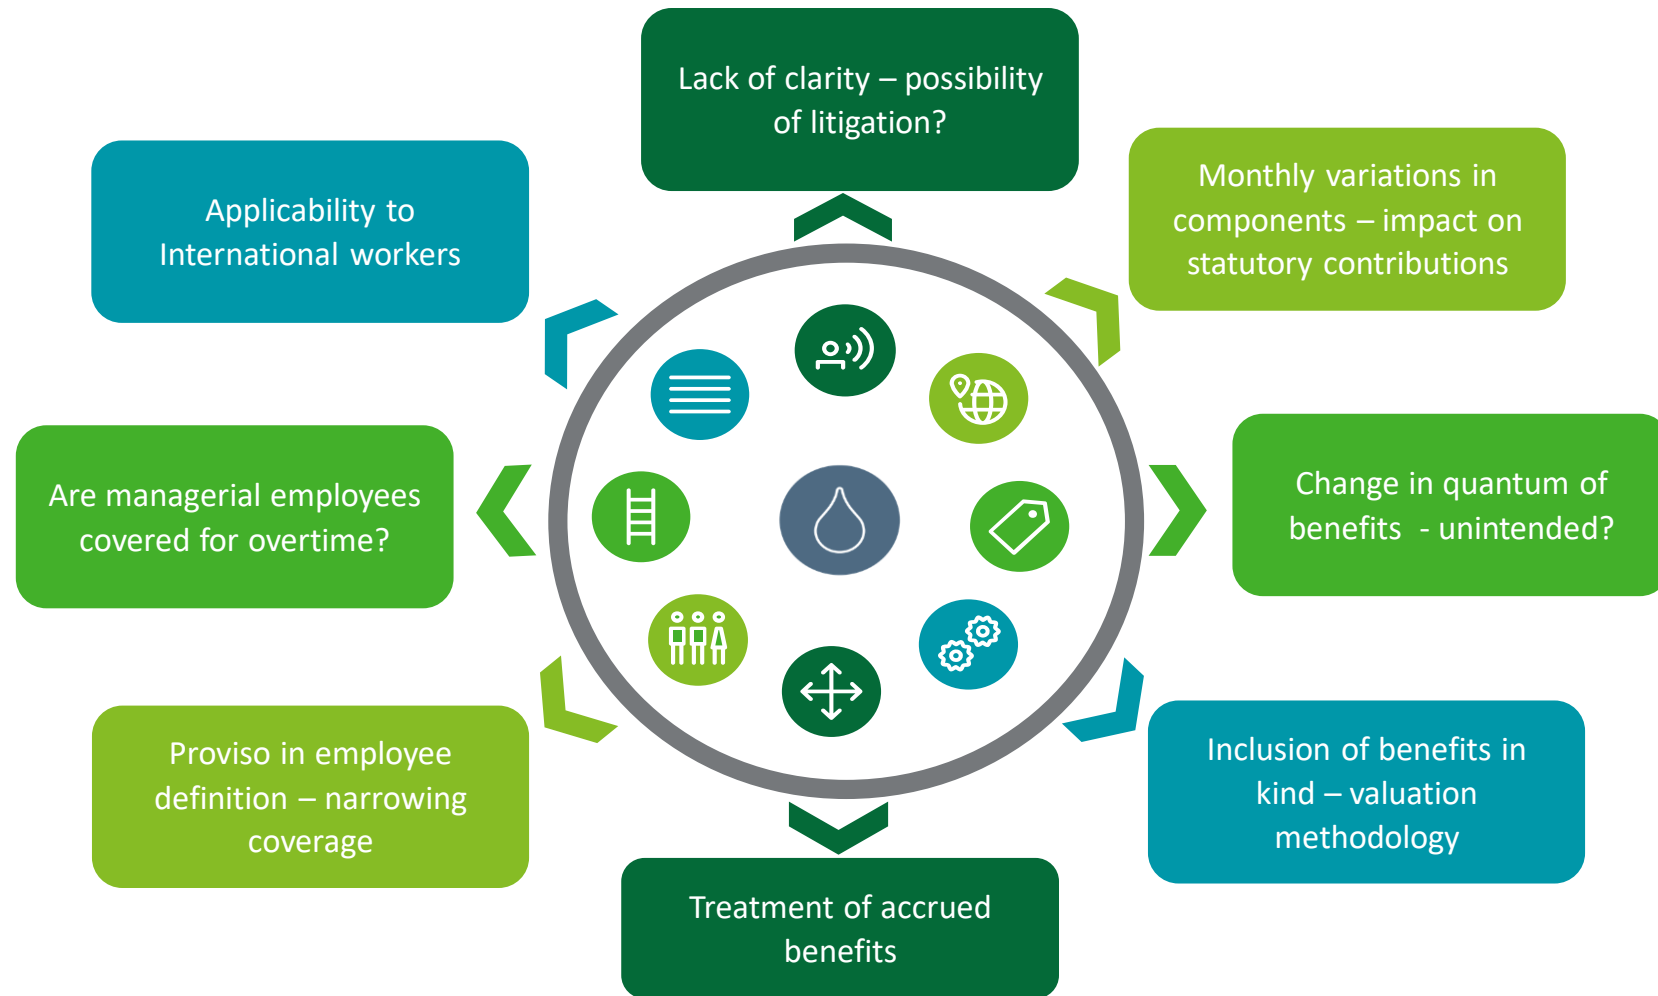 Lack of clarity – possibility
of litigation?
Monthly variations in
components – impact on
statutory contributions
Applicability to
International workers
Are managerial employees
covered for overtime?
Change in quantum of
benefits - unintended?
Proviso in employee
definition – narrowing
coverage
Inclusion of benefits in
kind – valuation
methodology
Treatment of accrued
benefits